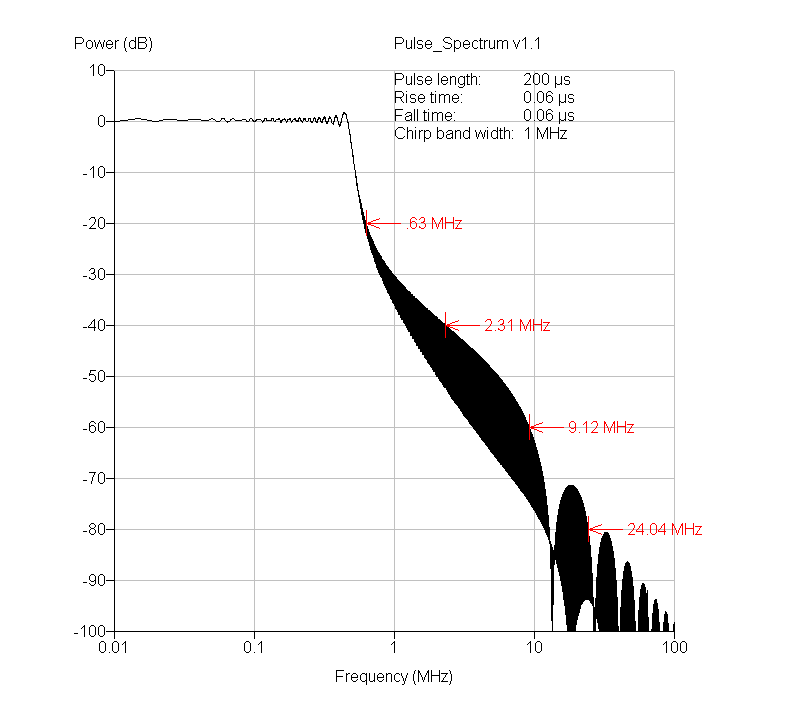 Power (dB)
Pulse_Spectrum v1.1
10
Pulse length: 200 µs
Rise time: 0.06 µs
Fall time: 0.06 µs
Chirp band width: 1 MHz
0
-10
-20
.63 MHz
-30
-40
2.31 MHz
-50
-60
9.12 MHz
-70
-80
24.04 MHz
-90
-100
0.01 0.1 1 10 100
Frequency (MHz)